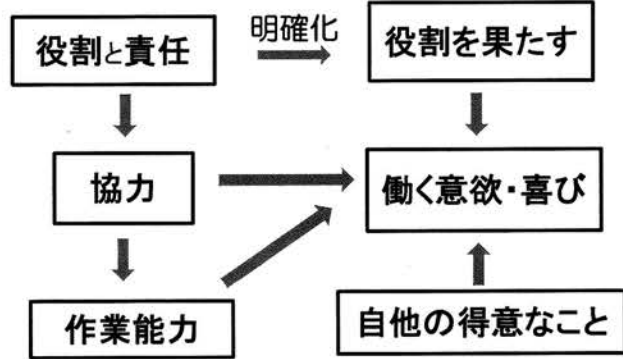 役割と責任
明確化
役割を果たす
協力
働く意欲・喜び
作業能力
自他の得意なこと